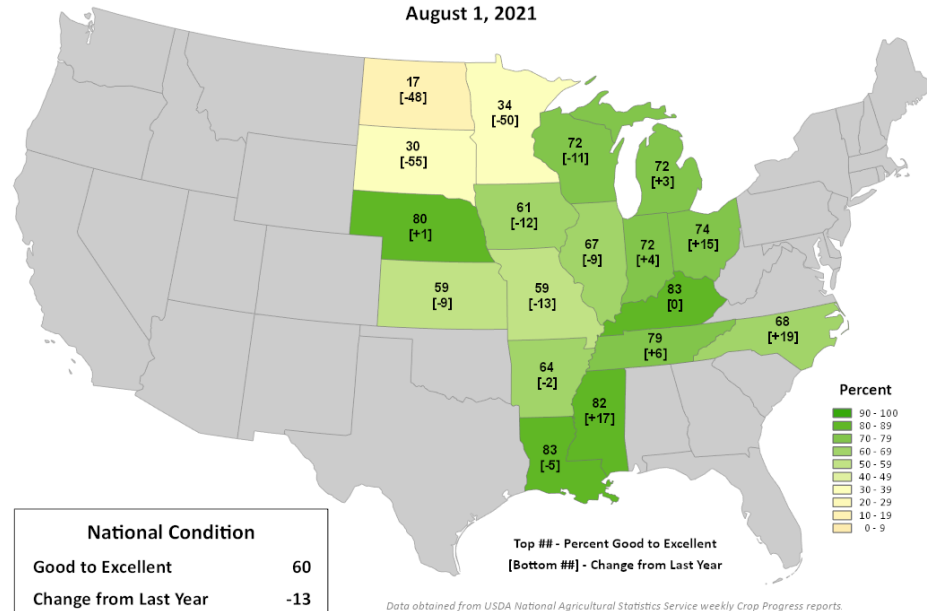 August 1, 2021
17
[-48]
34
[-50]
72
[-11]
72
[+3]
30
[-55]
61
[-12]
80
[+1]
67
[-9]
72
[+4]
74
[+15]
59
[-9]
59
[-13]
83
[0]
68
[+19]
79
[+6]
64
[-2]
82
[+17]
83
[-5]
Percent
90 - 100
80 - 89
70 - 79
60 - 69
50 - 59
40 - 49
30 - 39
20 - 29
10 - 19
0 - 9
National Condition
Good to Excellent 60
Change from Last Year -13
Top ## - Percent Good to Excellent
[Bottom ##] - Change from Last Year
Data obtained from USDA National Agricultural Statistics Service weekly Crop Progress reports.